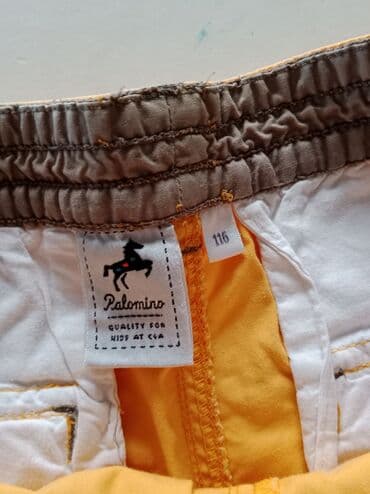 Palomino
QUALITY FOR
KIDS AT C&A
116